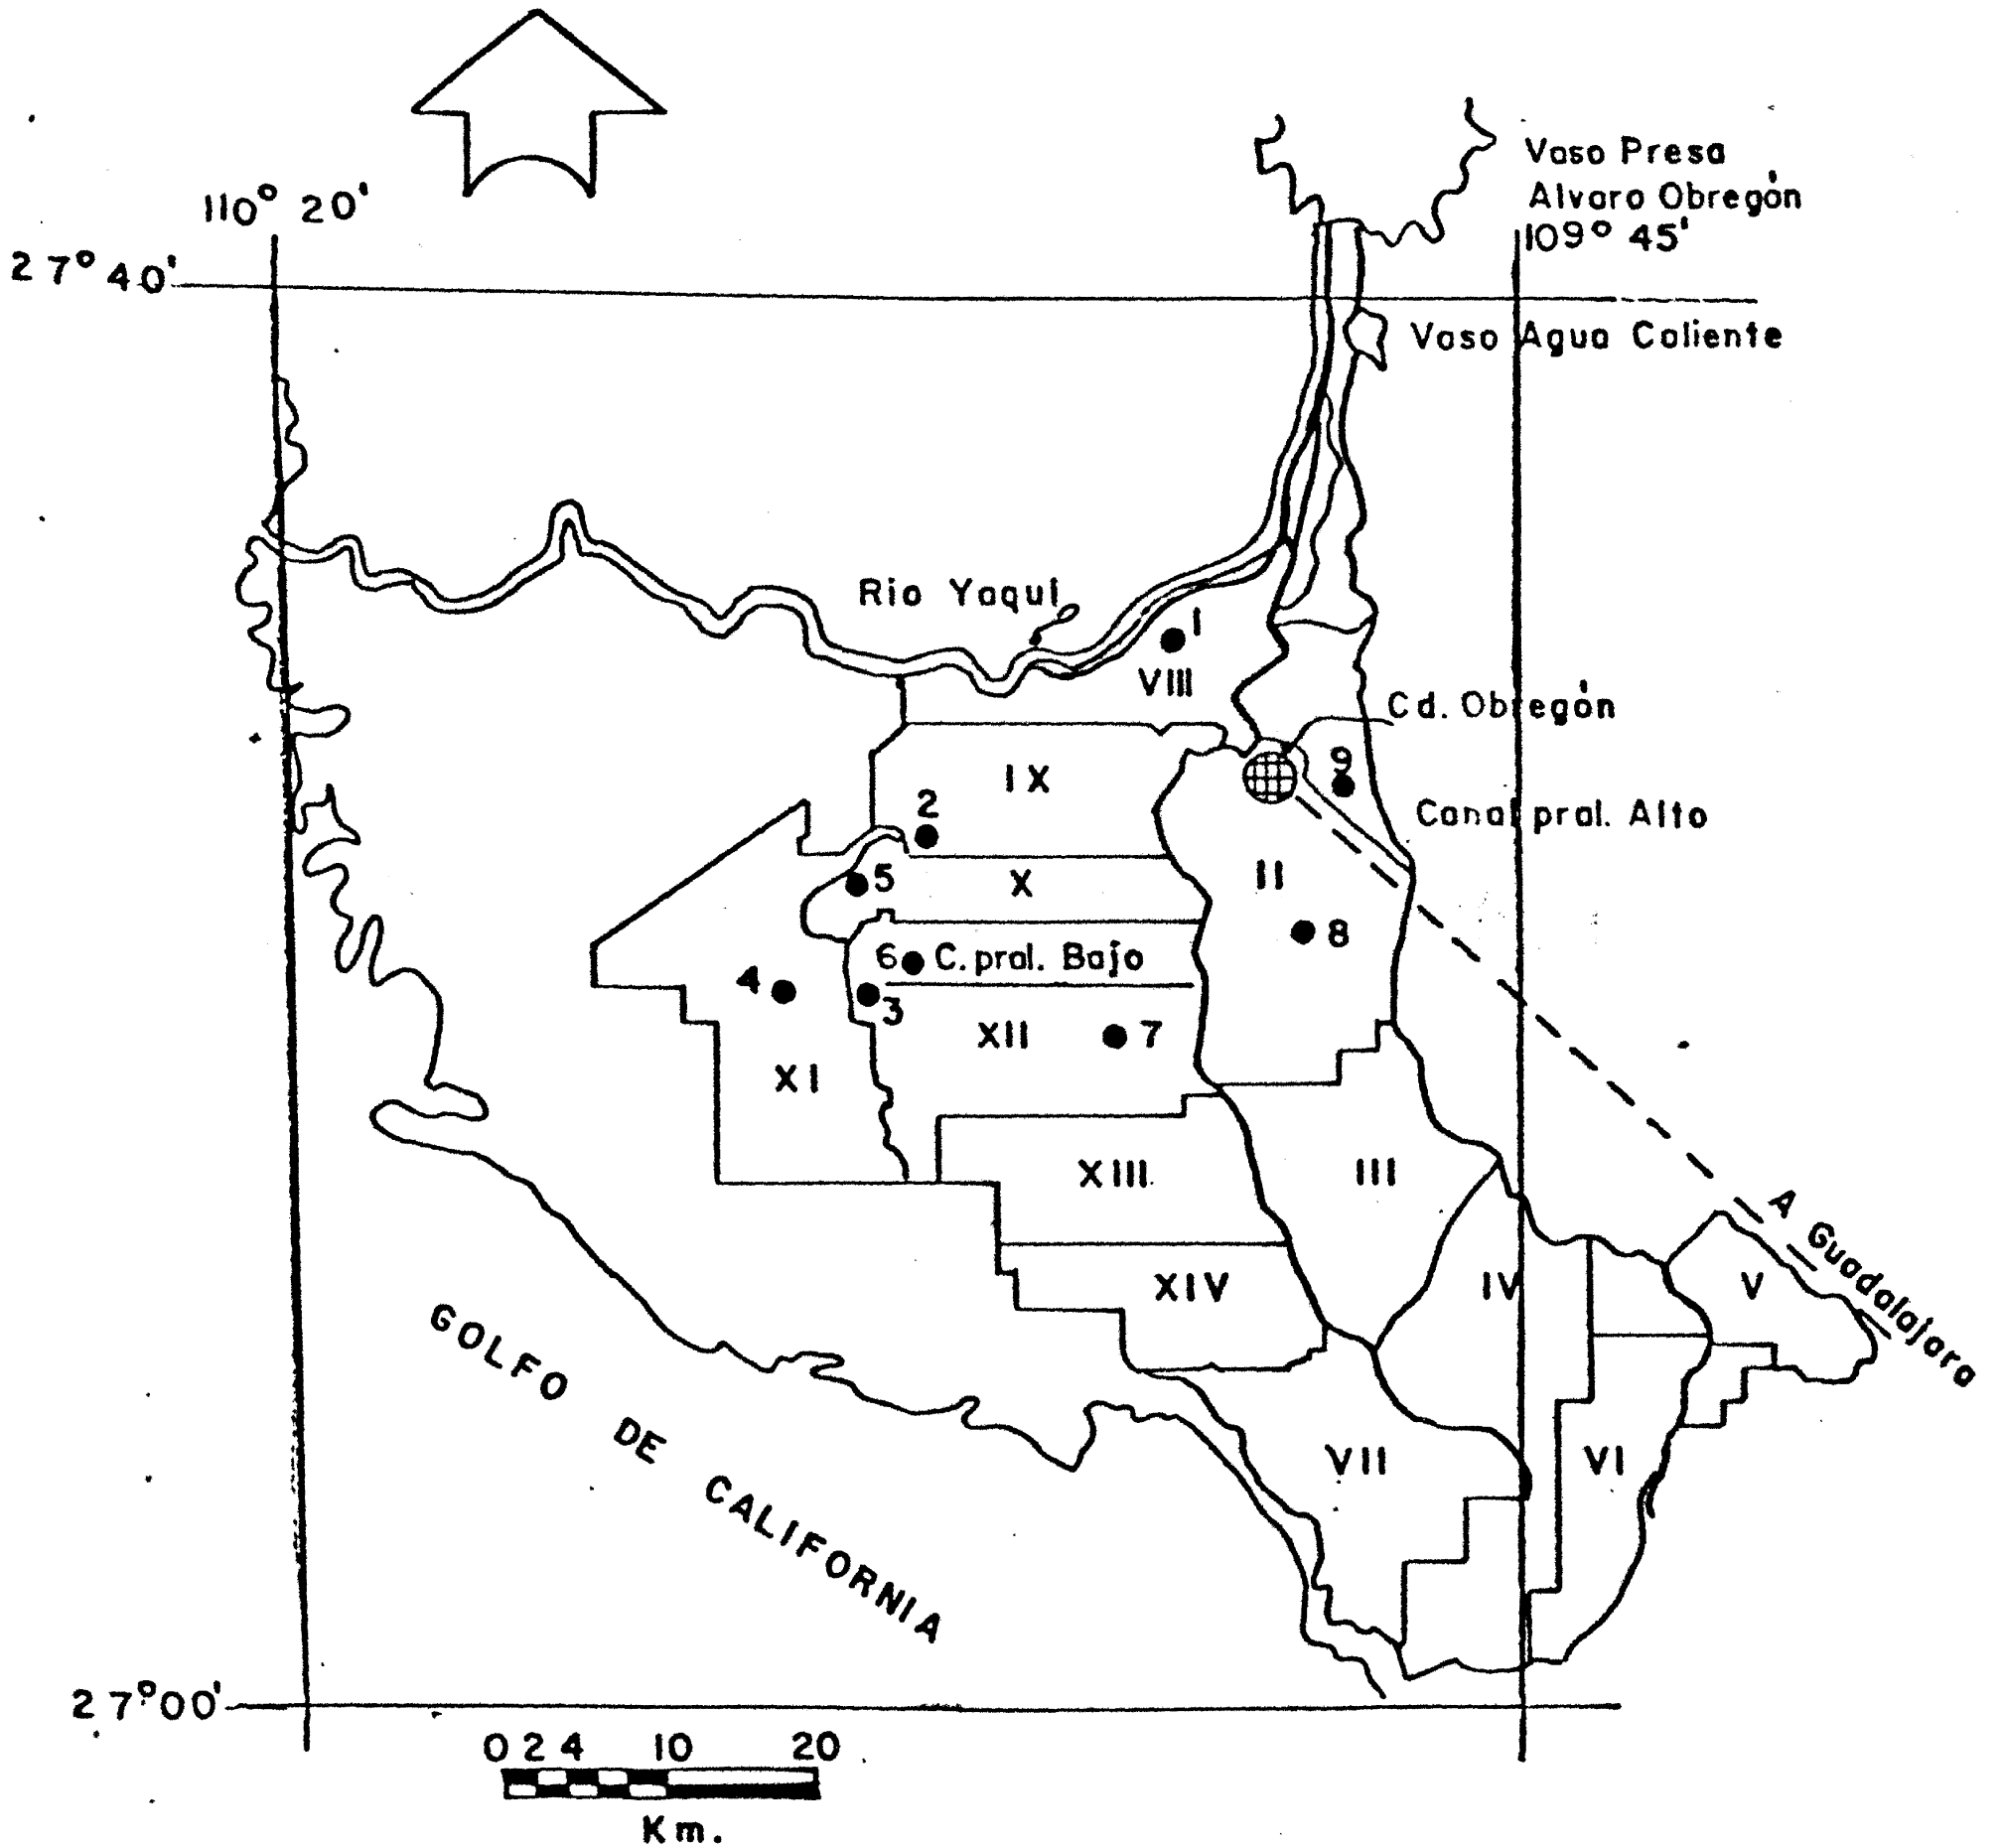 Vaso Presa
Alvaro Obregón
110° 20'
109° 45'
27° 40'
Vaso Agua Caliente
Rio Yaquí
1
VIII
Cd. Obregón
9
IX
2
Canal pral. Alto
5
X
II
8
6
C. pral. Bajo
4
3
XII
7
XI
XIII
III
A Guadalajara
XIV
IV
V
GOLFO DE CALIFORNIA
VII
VI
27°00'
0 2 4 10 20
Km.